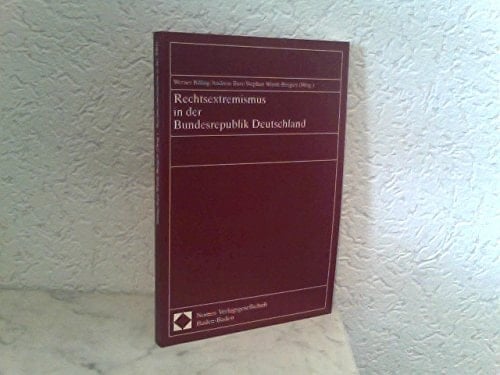 Werner Billing/Andreas Barz/Stephan Wienk-Borgert (Hrsg.)
Rechtsextremismus
in der
Bundesrepublik Deutschland
Nomos Verlagsgesellschaft
Baden-Baden